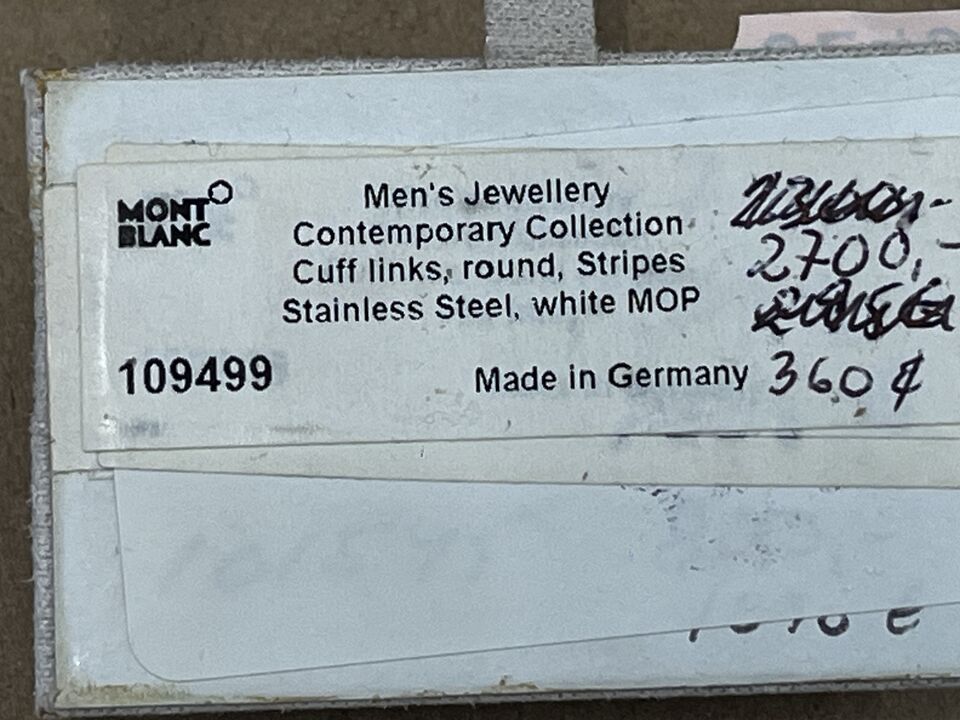 MONT
BLANC
Men's Jewellery
Contemporary Collection
Cuff links, round, Stripes
Stainless Steel, white MOP
2700,-
109499
Made in Germany
360 ¢